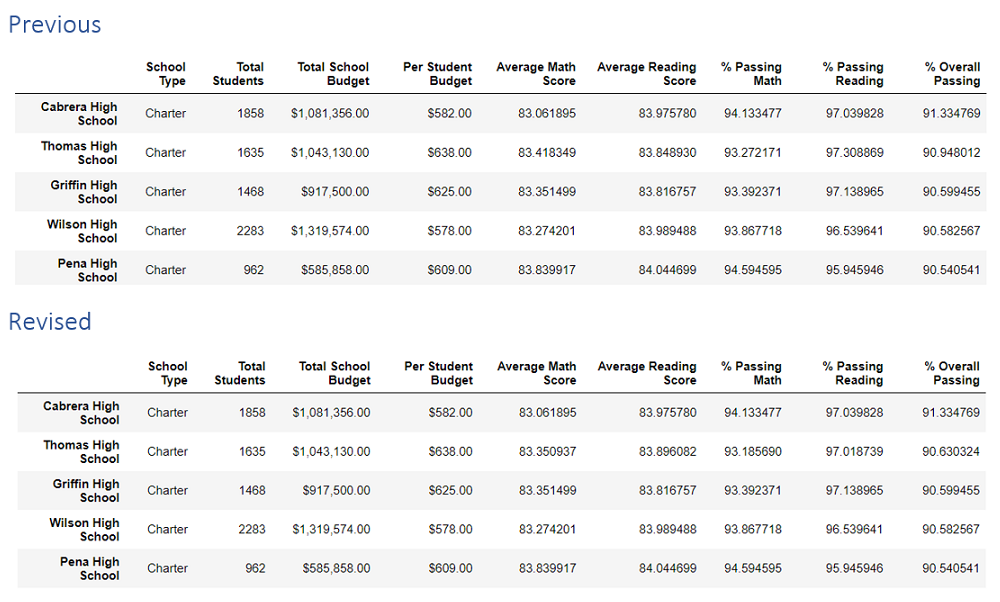 Previous
School Type Total Students Total School Budget Per Student Budget Average Math Score Average Reading Score % Passing Math % Passing Reading % Overall Passing
Cabrera High School Charter 1858 $1,081,356.00 $582.00 83.061895 83.975780 94.133477 97.039828 91.334769
Thomas High School Charter 1635 $1,043,130.00 $638.00 83.418349 83.848930 93.272171 97.308869 90.948012
Griffin High School Charter 1468 $917,500.00 $625.00 83.351499 83.816757 93.392371 97.138965 90.599455
Wilson High School Charter 2283 $1,319,574.00 $578.00 83.274201 83.989488 93.867718 96.539641 90.582567
Pena High School Charter 962 $585,858.00 $609.00 83.839917 84.044699 94.594595 95.945946 90.540541
Revised
School Type Total Students Total School Budget Per Student Budget Average Math Score Average Reading Score % Passing Math % Passing Reading % Overall Passing
Cabrera High School Charter 1858 $1,081,356.00 $582.00 83.061895 83.975780 94.133477 97.039828 91.334769
Thomas High School Charter 1635 $1,043,130.00 $638.00 83.350937 83.896082 93.185690 97.018739 90.630324
Griffin High School Charter 1468 $917,500.00 $625.00 83.351499 83.816757 93.392371 97.138965 90.599455
Wilson High School Charter 2283 $1,319,574.00 $578.00 83.274201 83.989488 93.867718 96.539641 90.582567
Pena High School Charter 962 $585,858.00 $609.00 83.839917 84.044699 94.594595 95.945946 90.540541